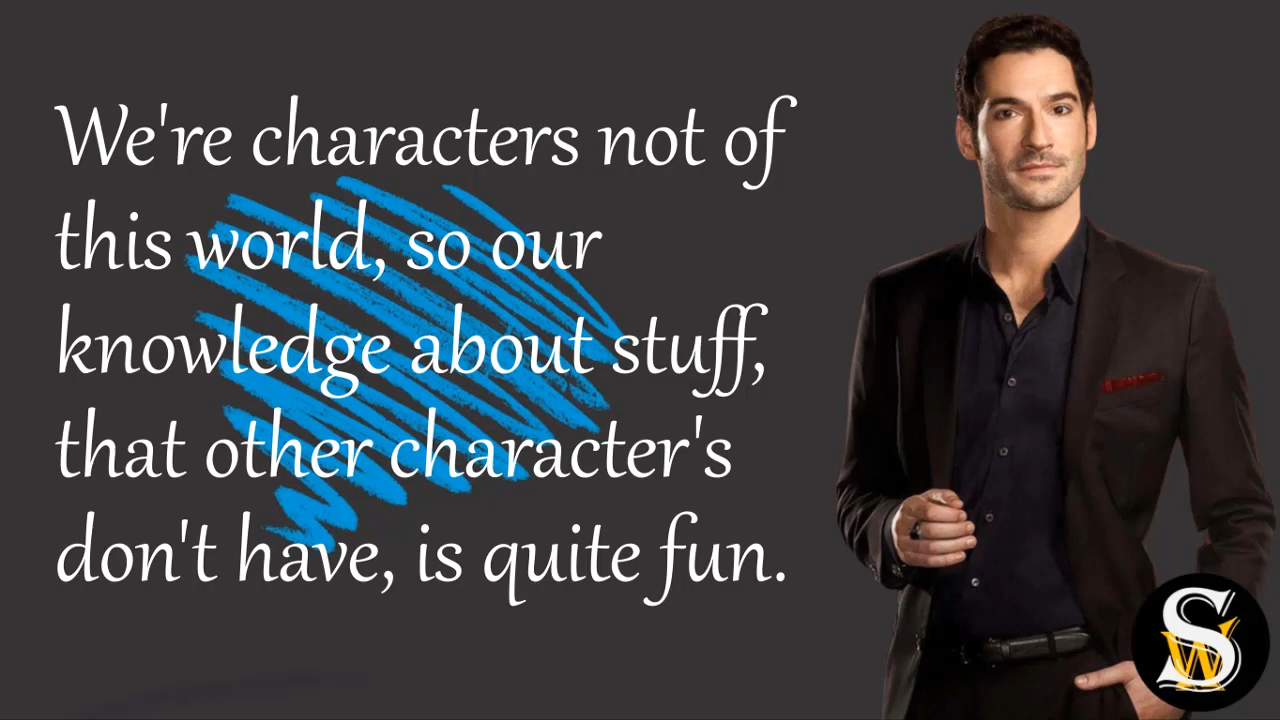 We're characters not of
this world, so our
knowledge about stuff,
that other character's
don't have, is quite fun.
SW